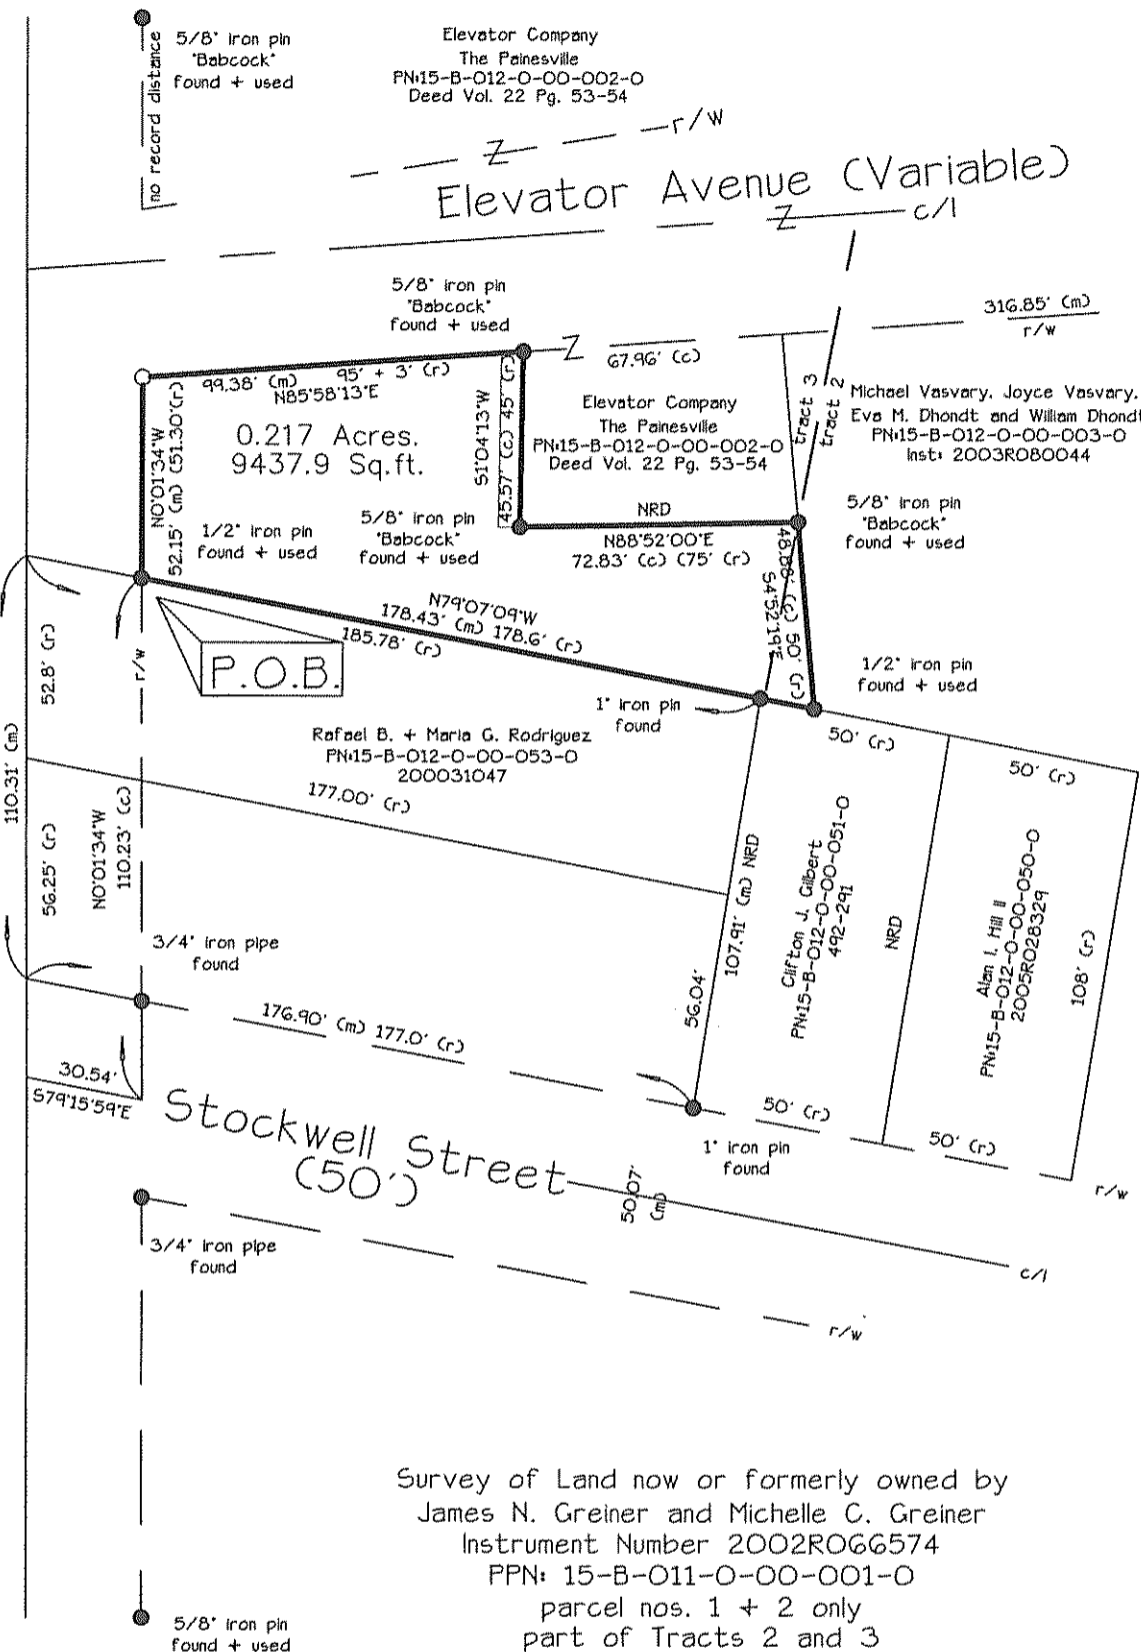 5/8" iron pin
"Babcock"
found + used
no record distance
Elevator Company
The Painesville
PN:15-B-012-0-00-002-0
Deed Vol. 22 Pg. 53-54
r/w
Elevator Avenue (Variable)
c/l
5/8" iron pin
"Babcock"
found + used
316.85' (m)
r/w
67.96' (c)
99.38' (m) 95' + 3' (r)
N85°58'13"E
0.217 Acres.
9437.9 Sq.ft.
N0°01'34"W
52.15' (m) (51.30'(r)
S1°04'13"W
45.57' (c) 45' (r)
Elevator Company
The Painesville
PN:15-B-012-0-00-002-0
Deed Vol. 22 Pg. 53-54
tract 3
tract 2
Michael Vasvary, Joyce Vasvary,
Eva M. Dhondt and William Dhondt
PN:15-B-012-0-00-003-0
Inst: 2003R080044
1/2" iron pin
found + used
5/8" iron pin
"Babcock"
found + used
NRD
N88°52'00"E
72.83' (c) (75' (r)
5/8" iron pin
"Babcock"
found + used
48.88' (c) 50' (r)
S4°52'19"E
N79°07'09"W
178.43' (m) 178.6' (r)
185.78' (r)
P.O.B.
1/2" iron pin
found + used
1" iron pin
found
r/w
52.8' (r)
110.31' (m)
56.25' (r)
N0°01'34"W
110.23' (c)
Rafael B. + Maria G. Rodriguez
PN:15-B-012-0-00-053-0
200031047
177.00' (r)
50' (r)
50' (r)
107.91' (m) NRD
56.04'
Clifton J. Gilbert
PN:15-B-012-0-00-051-0
492-291
NRD
Alan I. Hill II
PN:15-B-012-0-00-050-0
2005R028329
108' (r)
3/4" iron pipe
found
176.90' (m) 177.0' (r)
30.54'
S79°15'59"E
50' (r)
50' (r)
1" iron pin
found
r/w
Stockwell Street
(50')
50.07'
(m)
c/l
3/4" iron pipe
found
r/w
Survey of Land now or formerly owned by
James N. Greiner and Michelle C. Greiner
Instrument Number 2002R066574
PPN: 15-B-011-0-00-001-0
parcel nos. 1 + 2 only
part of Tracts 2 and 3
5/8" iron pin
found + used